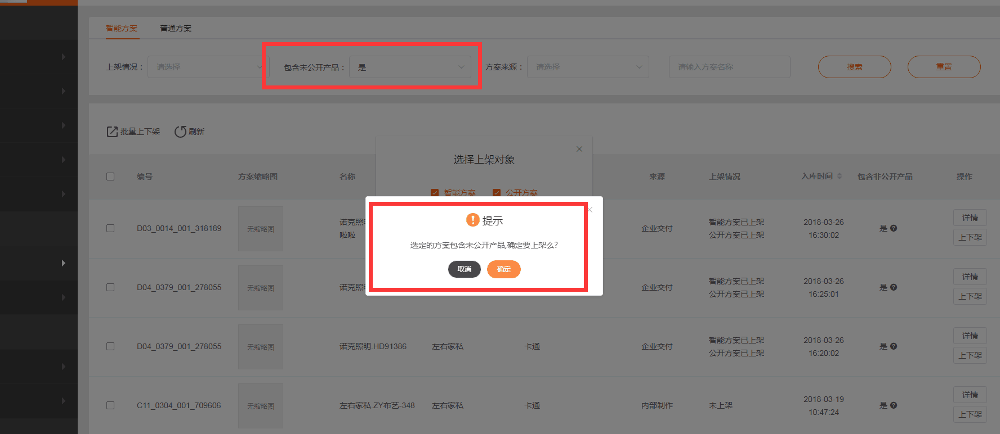 智能方案 普通方案
上架情况： 请选择 包含未公开产品： 是 方案来源： 请选择 请输入方案名称 搜索 重置
批量上下架 刷新
选择上架对象
编号 方案缩略图 名称 来源 上架情况 入库时间 包含非公开产品 操作
智能方案 公开方案
提示
选定的方案包含未公开产品,确定要上架么?
取消 确定
D03_0014_001_318189 无缩略图 诺克照 企业交付 智能方案已上架 2018-03-26 是 详情
啦啦 公开方案已上架 16:30:02 上下架
D04_0379_001_278055 无缩略图 诺克照 企业交付 智能方案已上架 2018-03-26 是 详情
公开方案已上架 16:25:01 上下架
D04_0379_001_278055 无缩略图 诺克照明.HD91386 左右家私 卡通 企业交付 智能方案已上架 2018-03-26 是 详情
公开方案已上架 16:20:02 上下架
C11_0304_001_709606 无缩略图 左右家私.ZY布艺-348 左右家私 卡通 内部制作 未上架 2018-03-19 是 详情
10:47:24 上下架